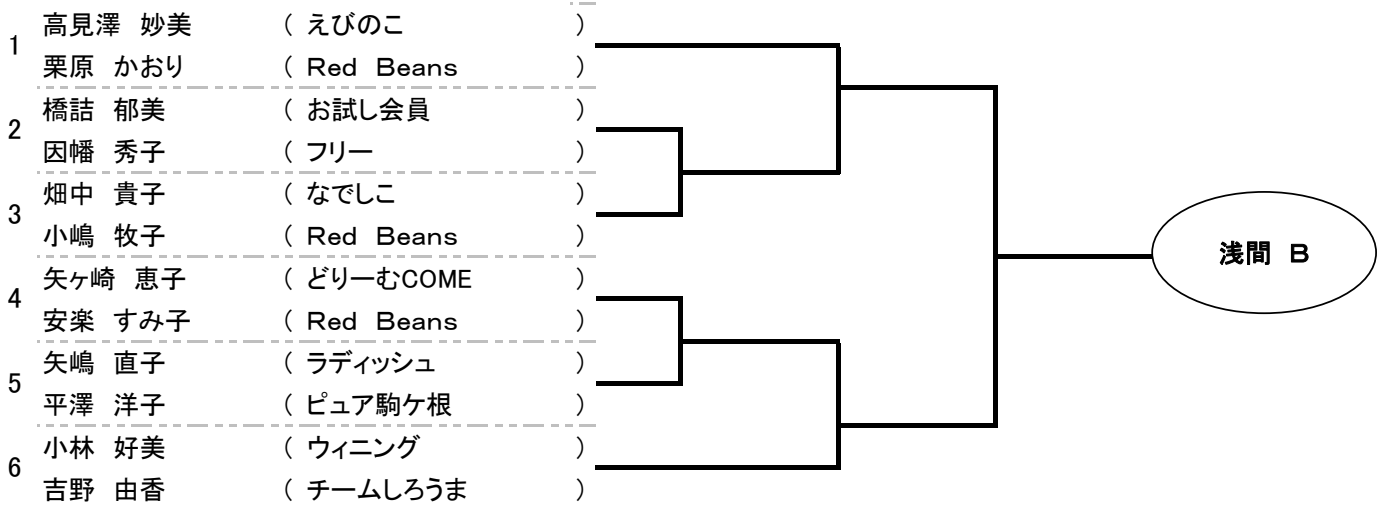 1
高見澤 妙美 ( えびのこ )
栗原 かおり ( Red Beans )
2
橋詰 郁美 ( お試し会員 )
因幡 秀子 ( フリー )
3
畑中 貴子 ( なでしこ )
小嶋 牧子 ( Red Beans )
4
矢ヶ崎 恵子 ( どりーむCOME )
安楽 すみ子 ( Red Beans )
5
矢嶋 直子 ( ラディッシュ )
平澤 洋子 ( ピュア駒ケ根 )
6
小林 好美 ( ウィニング )
吉野 由香 ( チームしろうま )
浅間 B